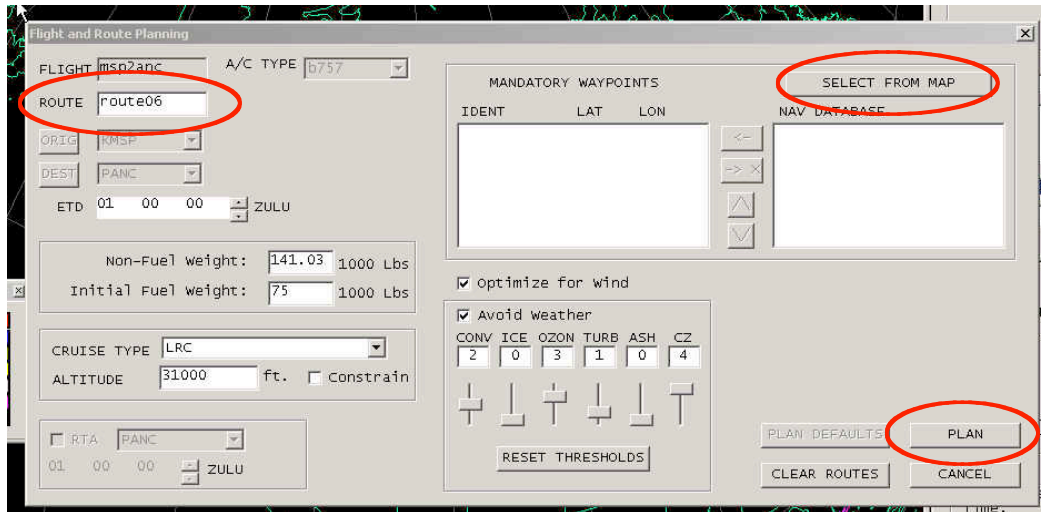 Flight and Route Planning
FLIGHT msp2anc A/C TYPE b757
ROUTE route06
ORIG KMSP
DEST PANC
ETD 01 00 00 ZULU
Non-Fuel Weight: 141.03 1000 Lbs
Initial Fuel Weight: 75 1000 Lbs
CRUISE TYPE LRC
ALTITUDE 31000 ft. Constrain
RTA PANC
01 00 00 ZULU
MANDATORY WAYPOINTS SELECT FROM MAP
IDENT LAT LON NAV DATABASE
<-
-> X
Optimize for Wind
Avoid Weather
CONV ICE OZON TURB ASH CZ
2 0 3 1 0 4
RESET THRESHOLDS
PLAN DEFAULTS PLAN
CLEAR ROUTES CANCEL
Time: